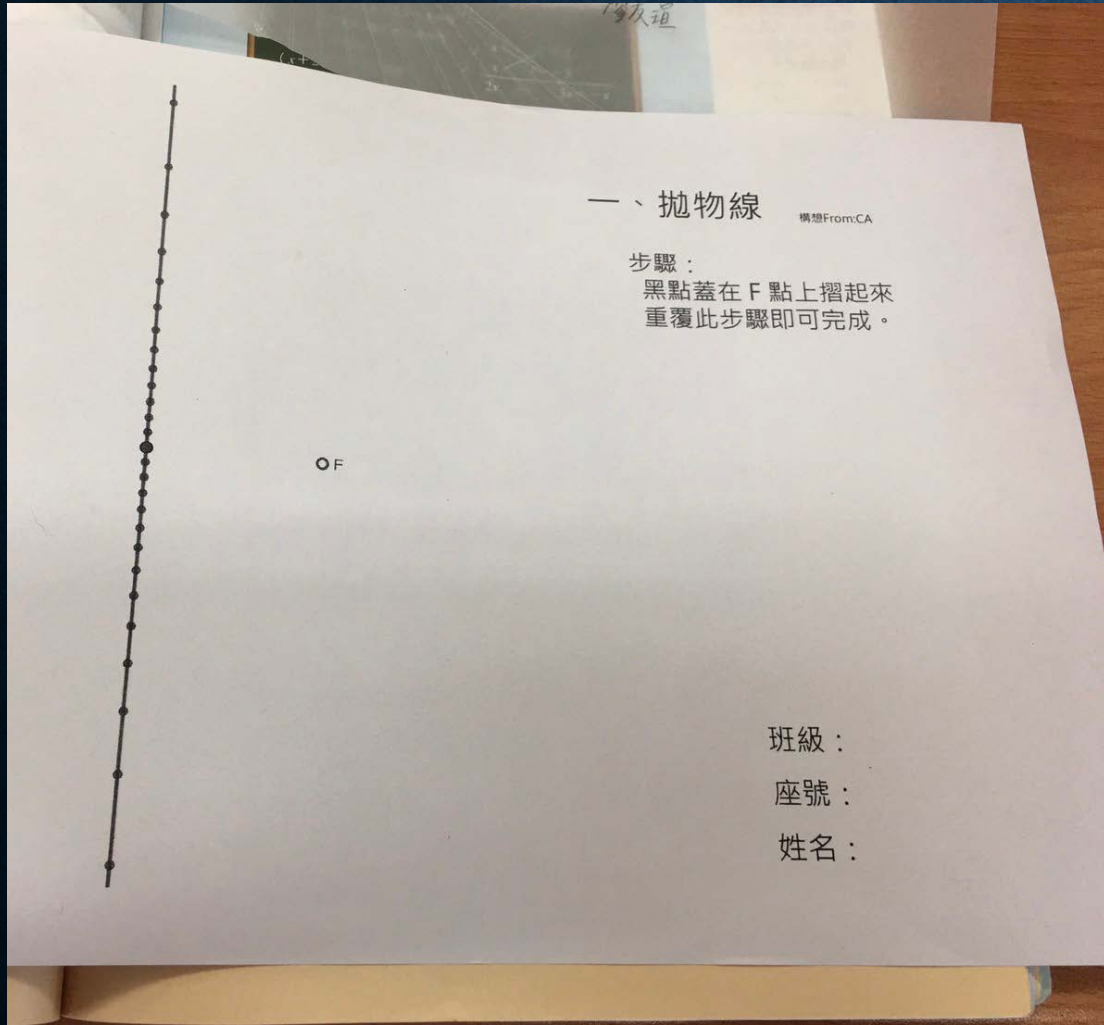 一、拋物線
構想From:CA
步驟：
黑點蓋在 F 點上摺起來
重覆此步驟即可完成。
F
班級：
座號：
姓名：